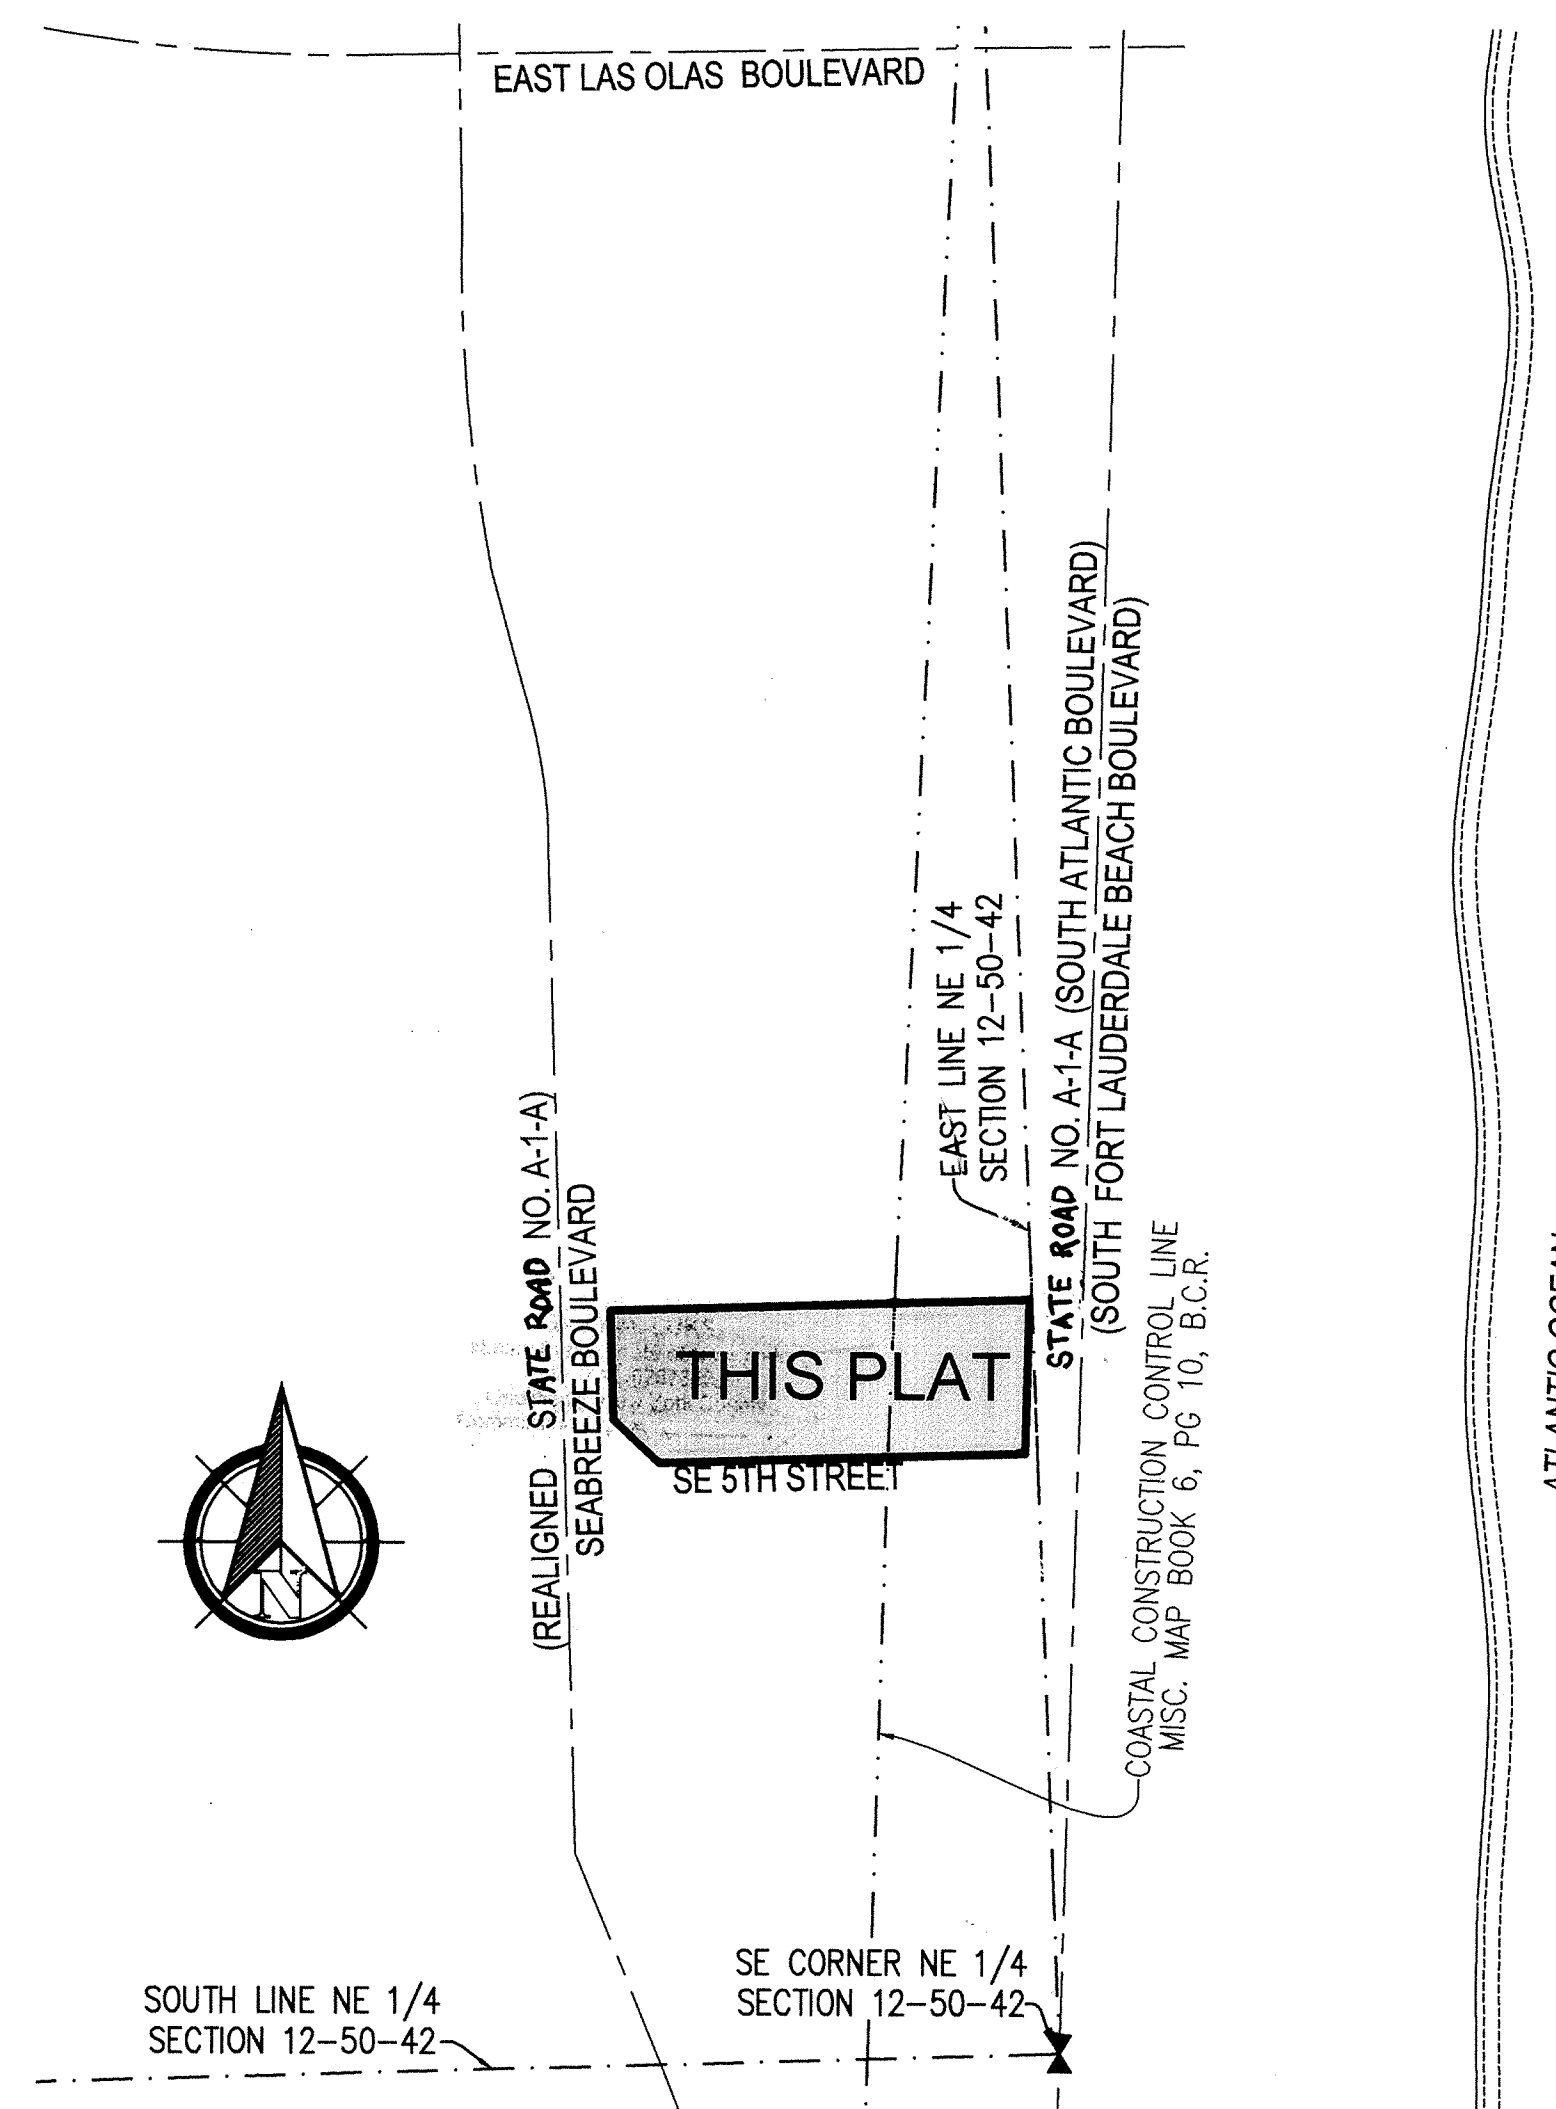 EAST LAS OLAS BOULEVARD
STATE ROAD NO. A-1-A (SOUTH ATLANTIC BOULEVARD)
(SOUTH FORT LAUDERDALE BEACH BOULEVARD)
EAST LINE NE 1/4
SECTION 12-50-42
(REALIGNED STATE ROAD NO. A-1-A)
SEABREEZE BOULEVARD
THIS PLAT
SE 5TH STREET
COASTAL CONSTRUCTION CONTROL LINE
MISC. MAP BOOK 6, PG 10, B.C.R.
ATLANTIC OCEAN
N
SE CORNER NE 1/4
SECTION 12-50-42
SOUTH LINE NE 1/4
SECTION 12-50-42